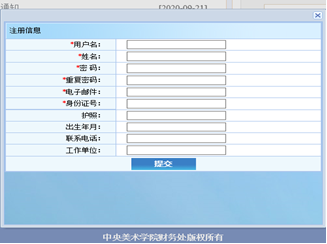 通知 [2020-09-21]
注册信息
*用户名：
*姓名：
*密 码：
*重复密码：
*电子邮件：
*身份证号：
护照：
出生年月：
联系电话：
工作单位：
提交
中央美术学院财务处版权所有